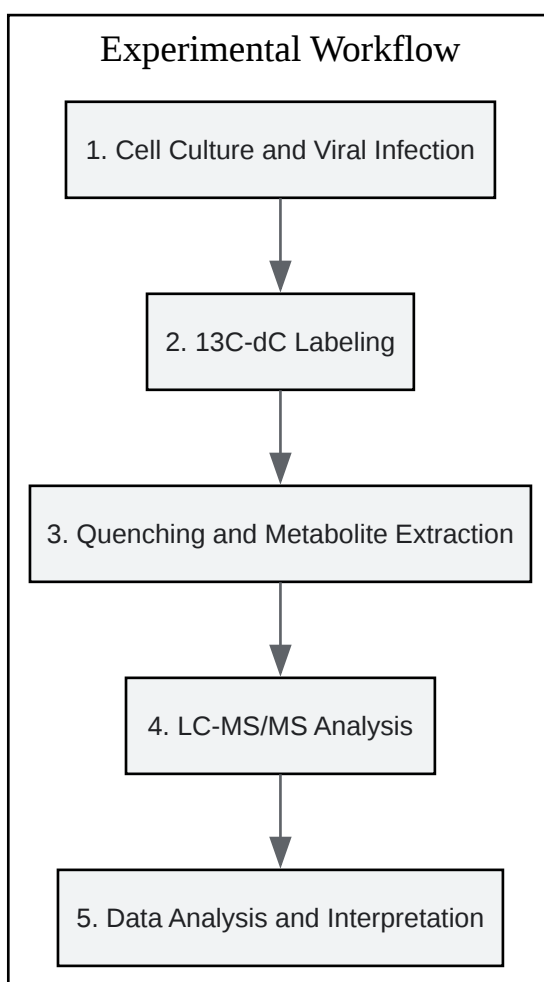 Experimental Workflow
1. Cell Culture and Viral Infection
2. 13C-dC Labeling
3. Quenching and Metabolite Extraction
4. LC-MS/MS Analysis
5. Data Analysis and Interpretation